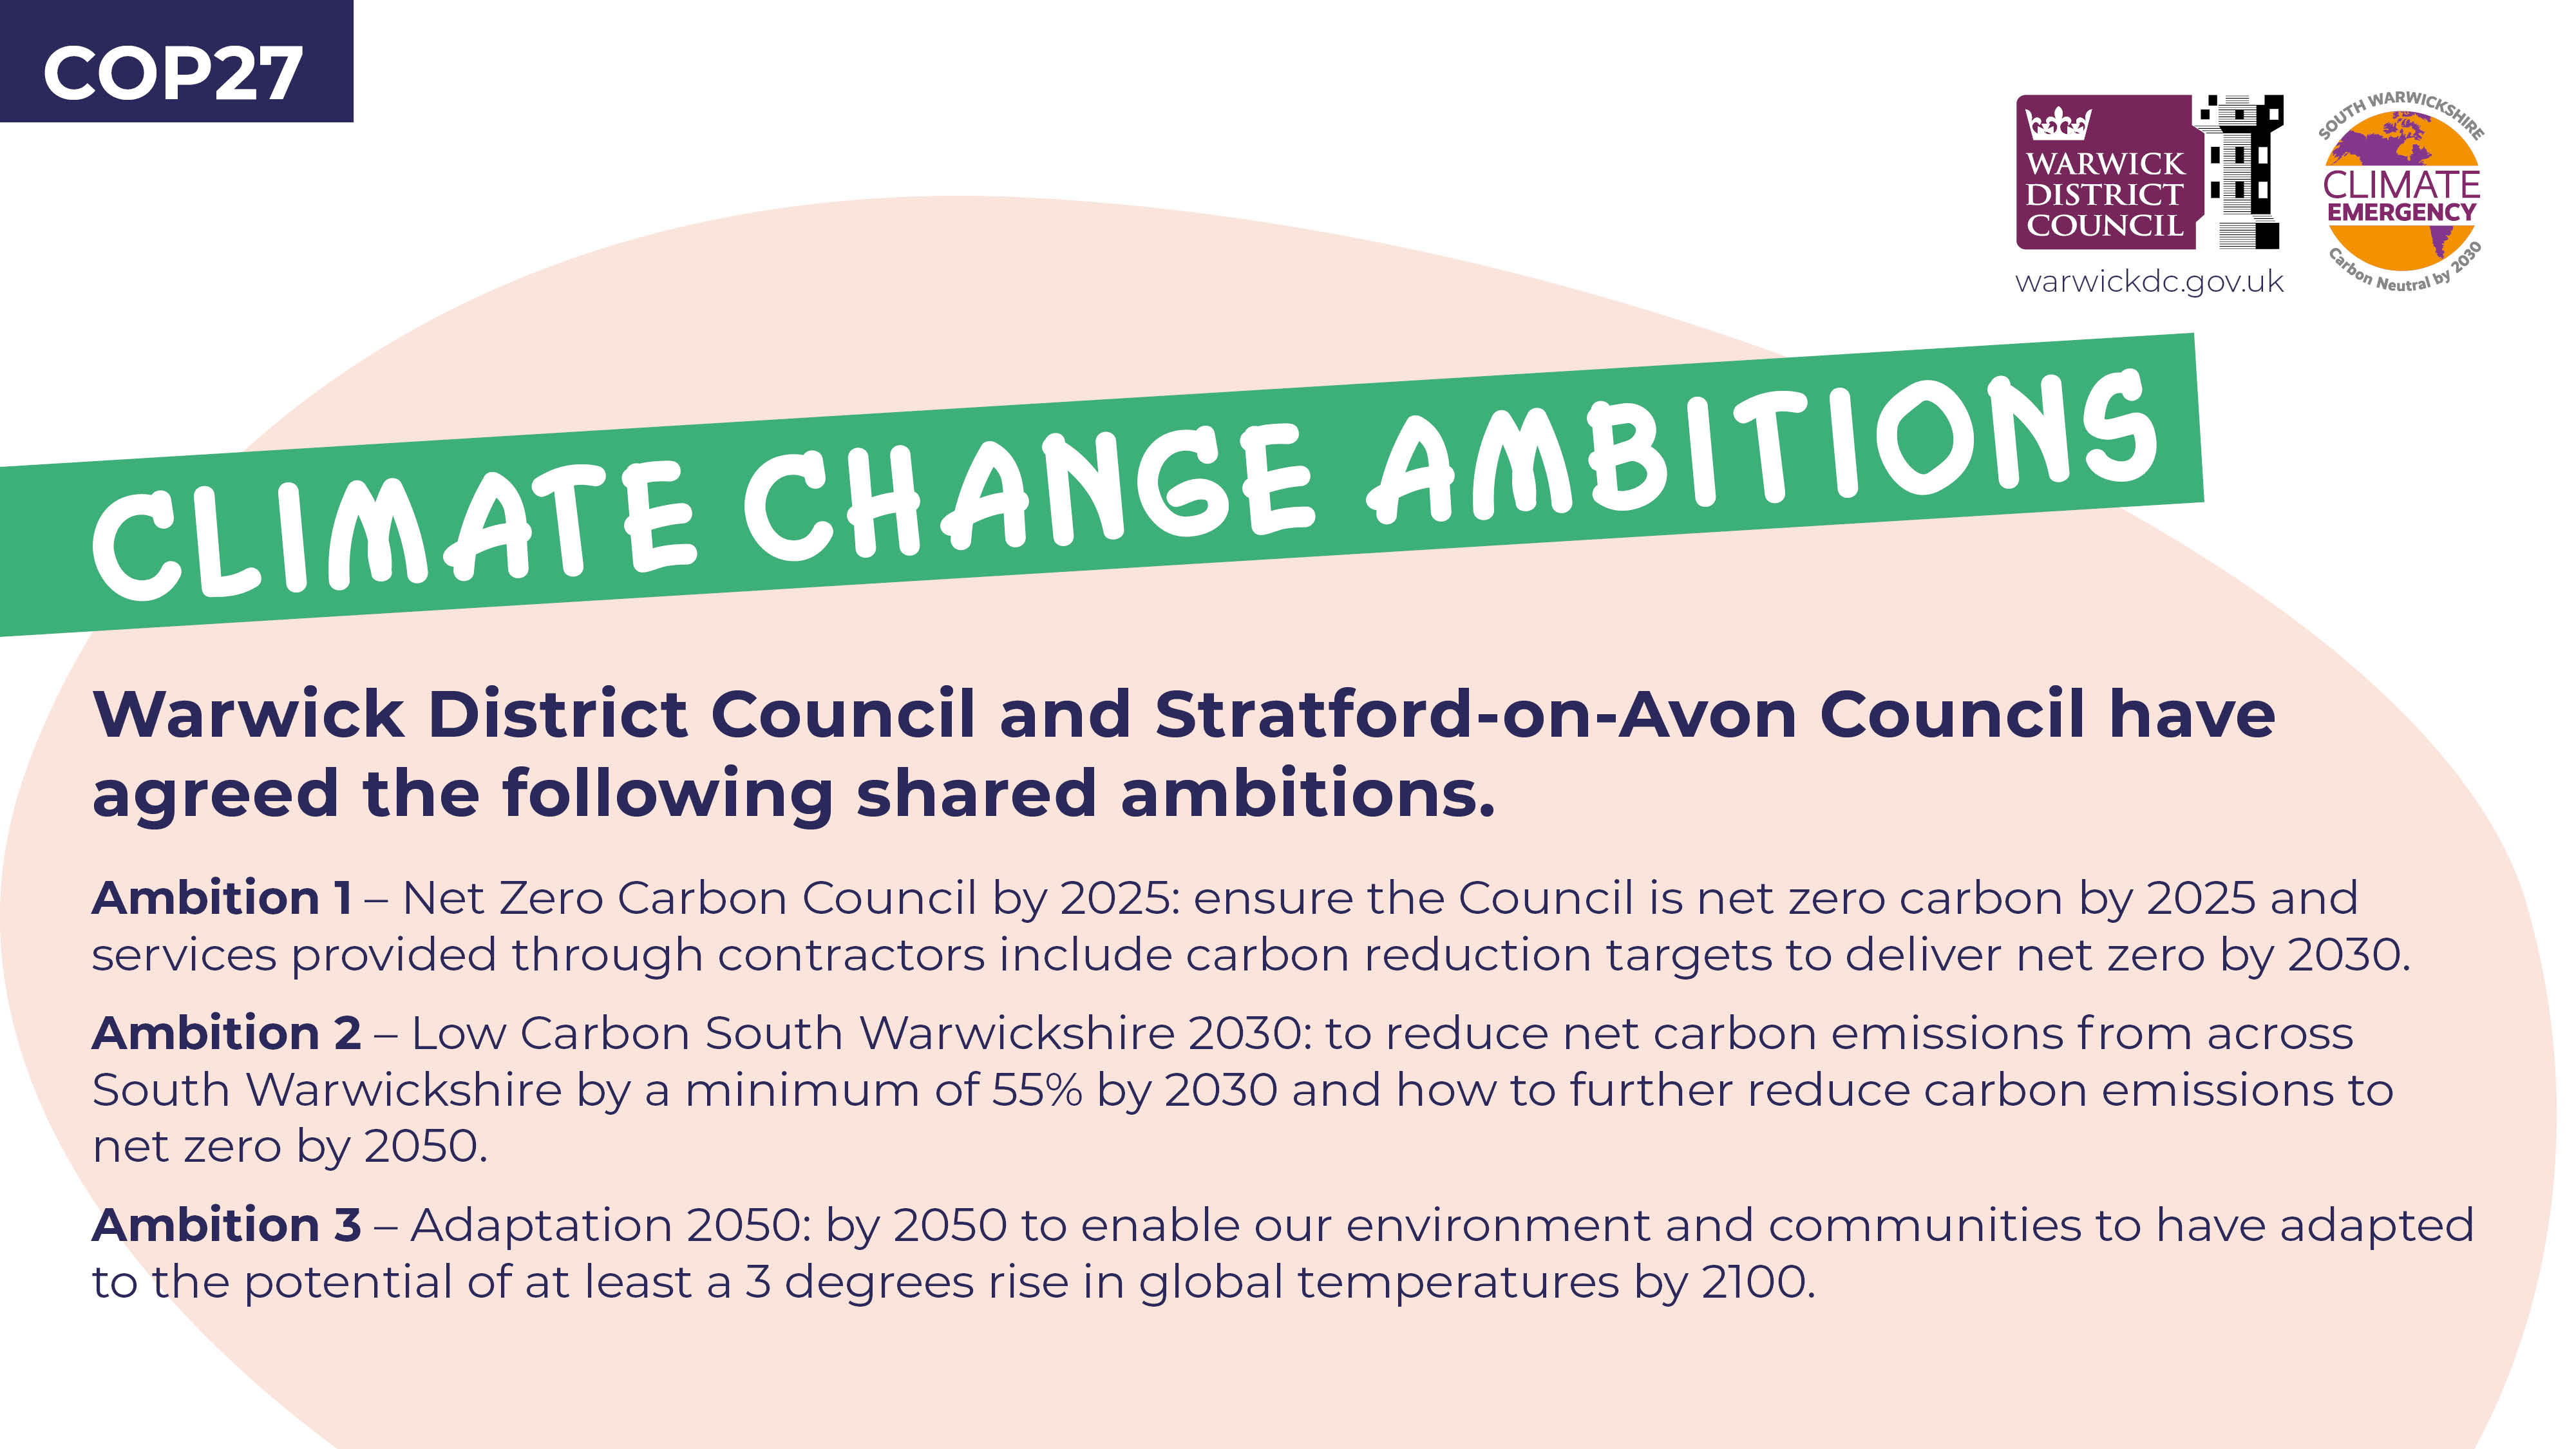 COP27
WARWICK
DISTRICT
COUNCIL
warwickdc.gov.uk
SOUTH WARWICKSHIRE
CLIMATE
EMERGENCY
Carbon Neutral by 2030
CLIMATE CHANGE AMBITIONS
Warwick District Council and Stratford-on-Avon Council have
agreed the following shared ambitions.
Ambition 1 – Net Zero Carbon Council by 2025: ensure the Council is net zero carbon by 2025 and
services provided through contractors include carbon reduction targets to deliver net zero by 2030.
Ambition 2 – Low Carbon South Warwickshire 2030: to reduce net carbon emissions from across
South Warwickshire by a minimum of 55% by 2030 and how to further reduce carbon emissions to
net zero by 2050.
Ambition 3 – Adaptation 2050: by 2050 to enable our environment and communities to have adapted
to the potential of at least a 3 degrees rise in global temperatures by 2100.